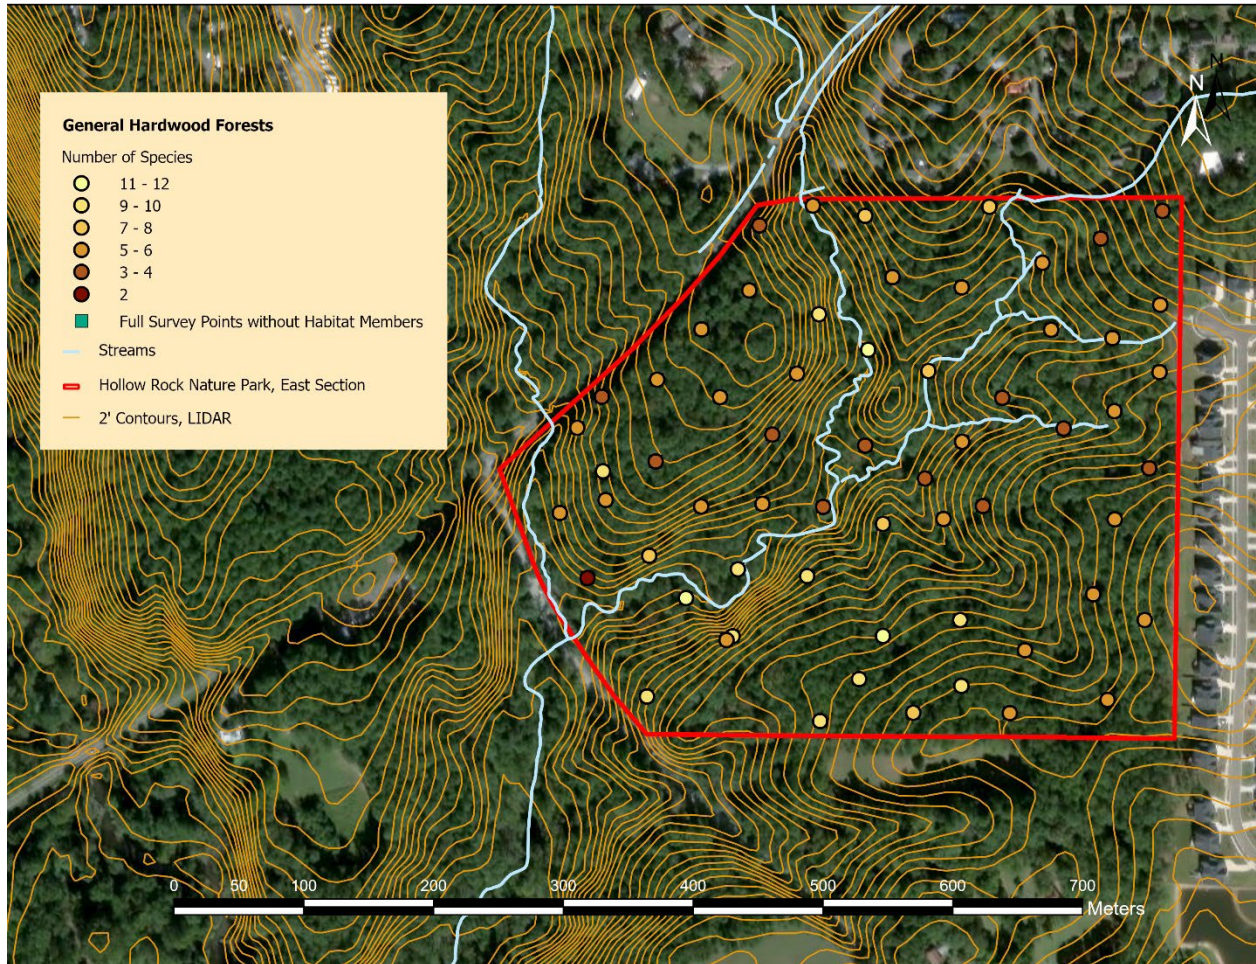 N
General Hardwood Forests
Number of Species
11 - 12
9 - 10
7 - 8
5 - 6
3 - 4
2
Full Survey Points without Habitat Members
Streams
Hollow Rock Nature Park, East Section
2' Contours, LIDAR
0 50 100 200 300 400 500 600 700
Meters